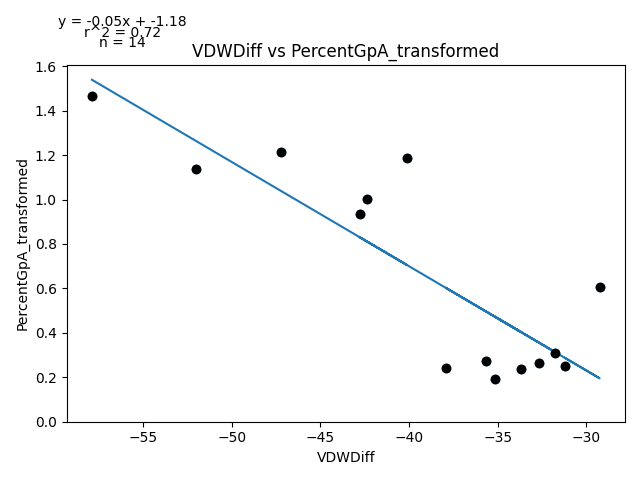 y = -0.05x + -1.18
r^2 = 0.72
n = 14
VDWDiff vs PercentGpA_transformed
1.6
1.4
1.2
1.0
0.8
0.6
0.4
0.2
0.0
PercentGpA_transformed
−55
−50
−45
−40
−35
−30
VDWDiff